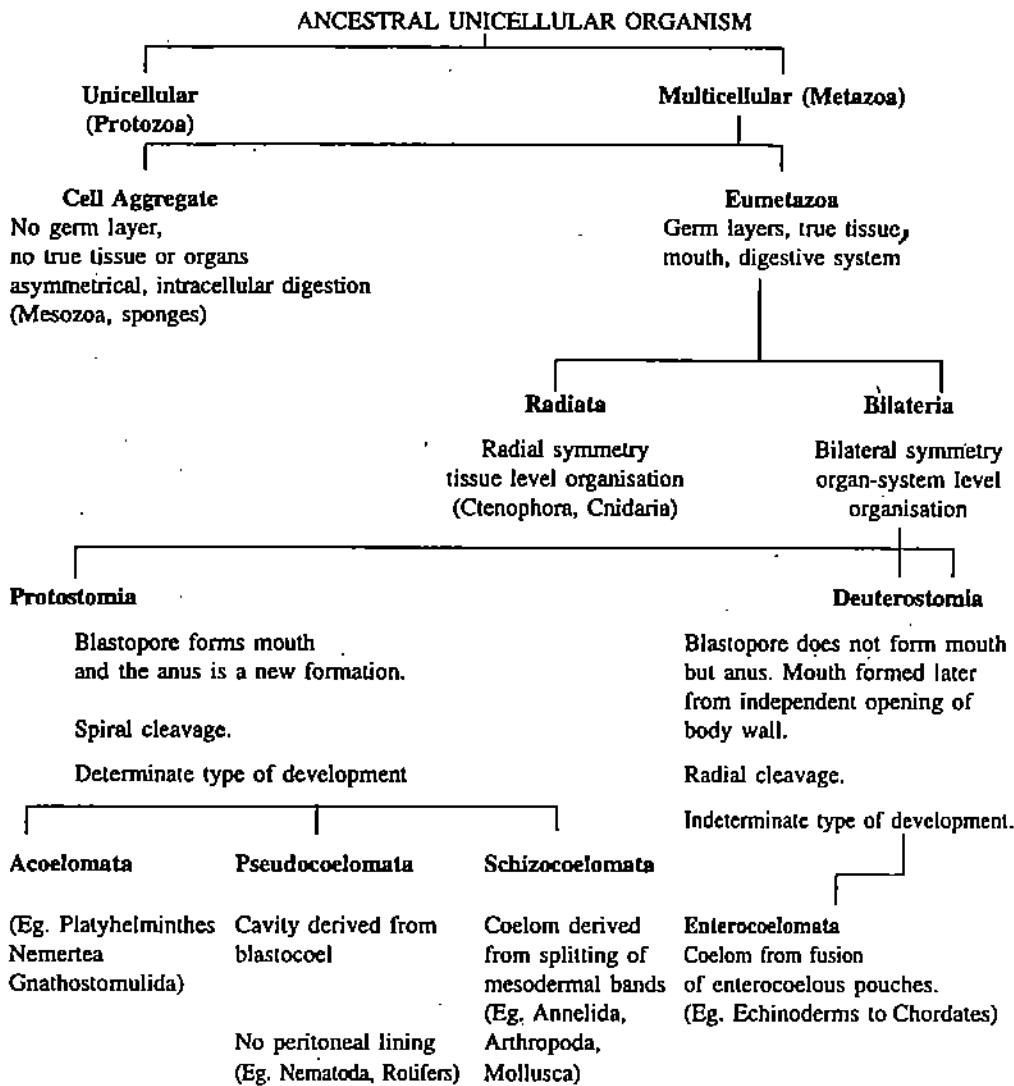 ANCESTRAL UNICELLULAR ORGANISM
Unicellular
(Protozoa)
Multicellular (Metazoa)
Cell Aggregate
No germ layer,
no true tissue or organs
asymmetrical, intracellular digestion
(Mesozoa, sponges)
Eumetazoa
Germ layers, true tissue,
mouth, digestive system
Radiata
Radial symmetry
tissue level organisation
(Ctenophora, Cnidaria)
Bilateria
Bilateral symmetry
organ-system level
organisation
Protostomia
Blastopore forms mouth
and the anus is a new formation.
Spiral cleavage.
Determinate type of development
Deuterostomia
Blastopore does not form mouth
but anus. Mouth formed later
from independent opening of
body wall.
Radial cleavage.
Indeterminate type of development.
Acoelomata
(Eg. Platyhelminthes
Nemertea
Gnathostomulida)
Pseudocoelomata
Cavity derived from
blastocoel
No peritoneal lining
(Eg. Nematoda, Rotifers)
Schizocoelomata
Coelom derived
from splitting of
mesodermal bands
(Eg. Annelida,
Arthropoda,
Mollusca)
Enterocoelomata
Coelom from fusion
of enterocoelous pouches.
(Eg. Echinoderms to Chordates)